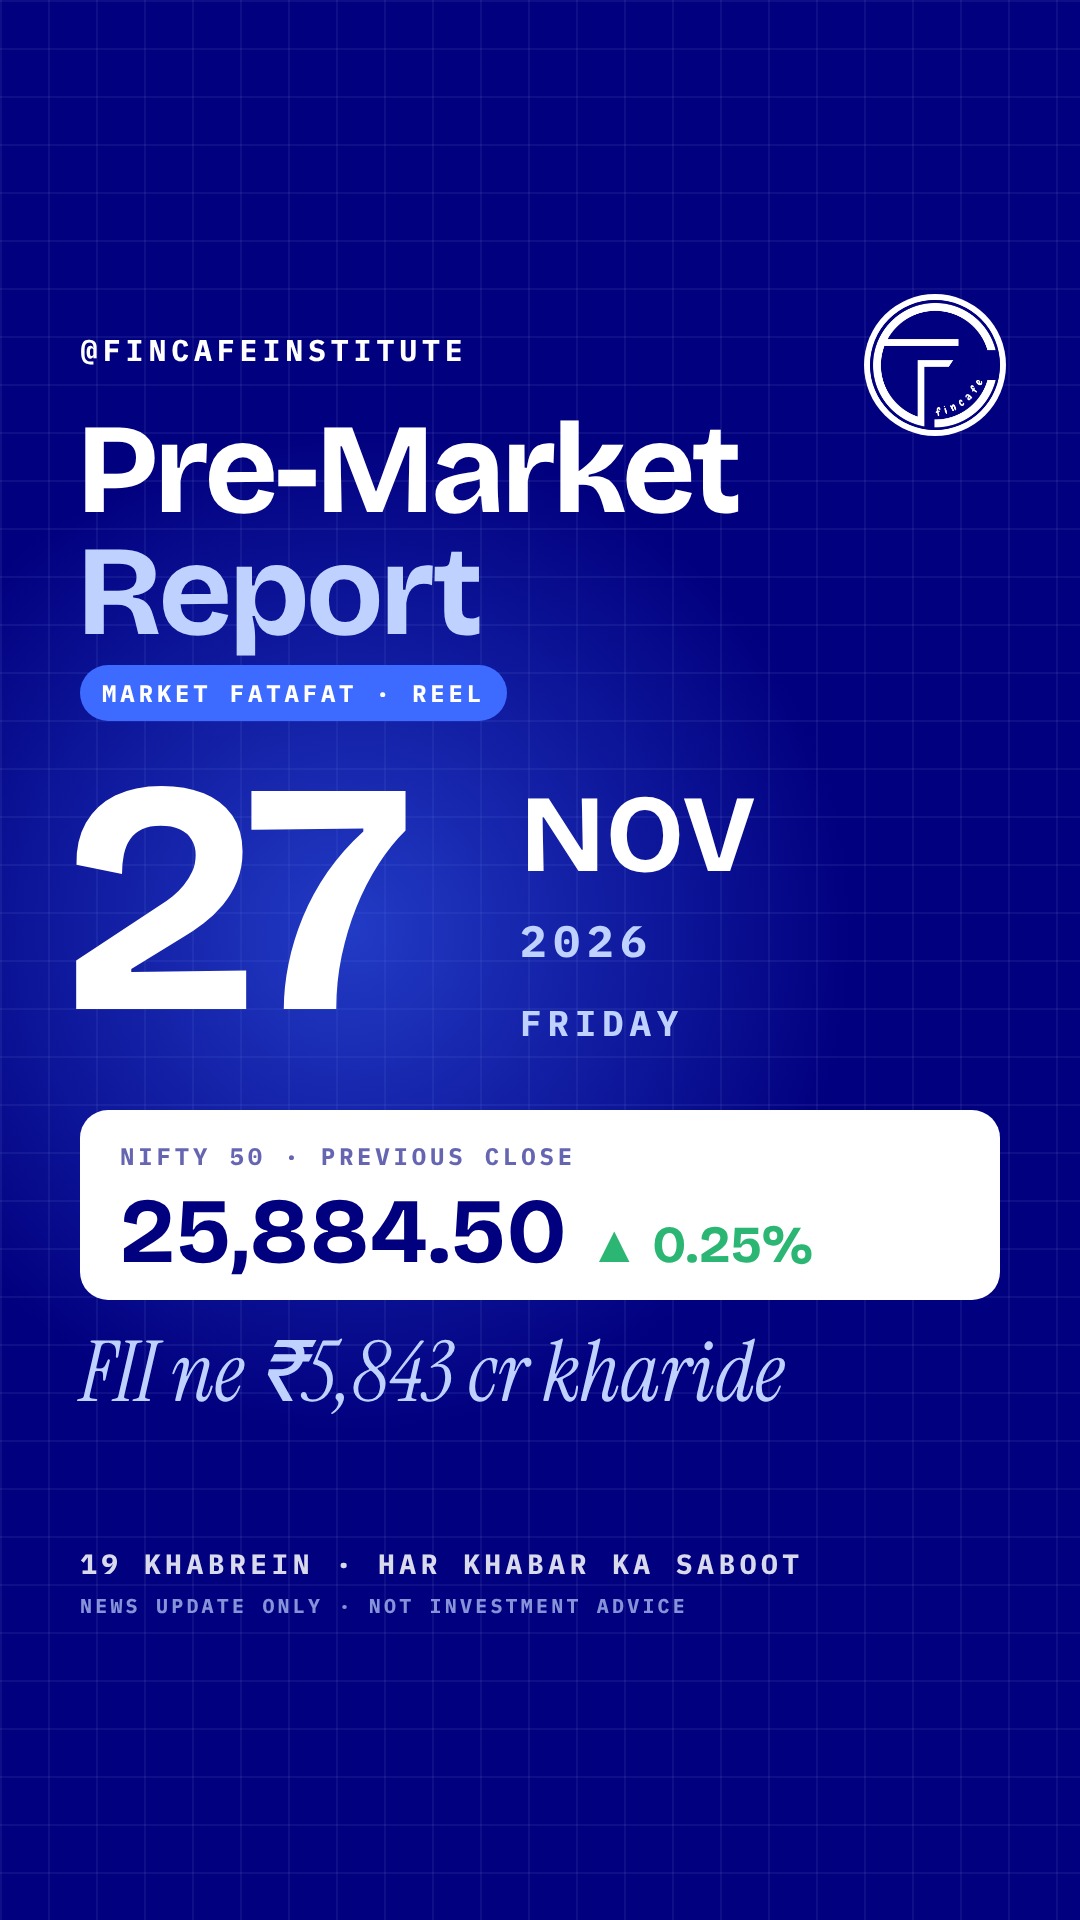 @FINCAFEINSTITUTE
fincafe
Pre-Market
Report
MARKET FATAFAT · REEL
27
NOV
2026
FRIDAY
NIFTY 50 · PREVIOUS CLOSE
25,884.50 ▲ 0.25%
FII ne ₹5,843 cr kharide
19 KHABREIN · HAR KHABAR KA SABOOT
NEWS UPDATE ONLY · NOT INVESTMENT ADVICE